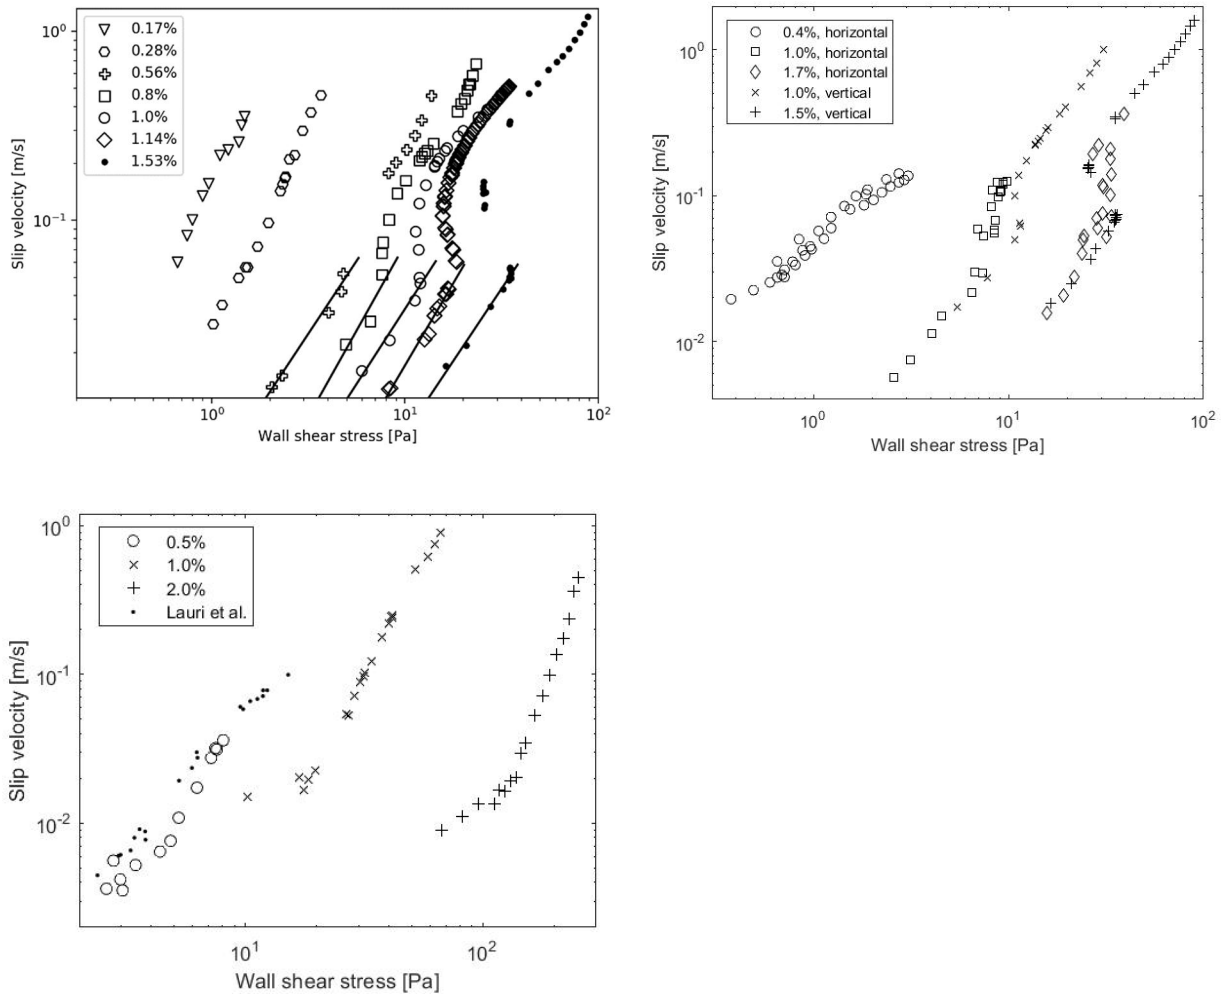 10⁰
10⁻¹
Slip velocity [m/s]
0.17%
0.28%
0.56%
0.8%
1.0%
1.14%
1.53%
10⁰
10¹
10²
Wall shear stress [Pa]
10⁰
10⁻¹
10⁻²
Slip velocity [m/s]
0.4%, horizontal
1.0%, horizontal
1.7%, horizontal
1.0%, vertical
1.5%, vertical
10⁰
10¹
10²
Wall shear stress [Pa]
10⁰
10⁻¹
10⁻²
Slip velocity [m/s]
0.5%
1.0%
2.0%
Lauri et al.
10¹
10²
Wall shear stress [Pa]